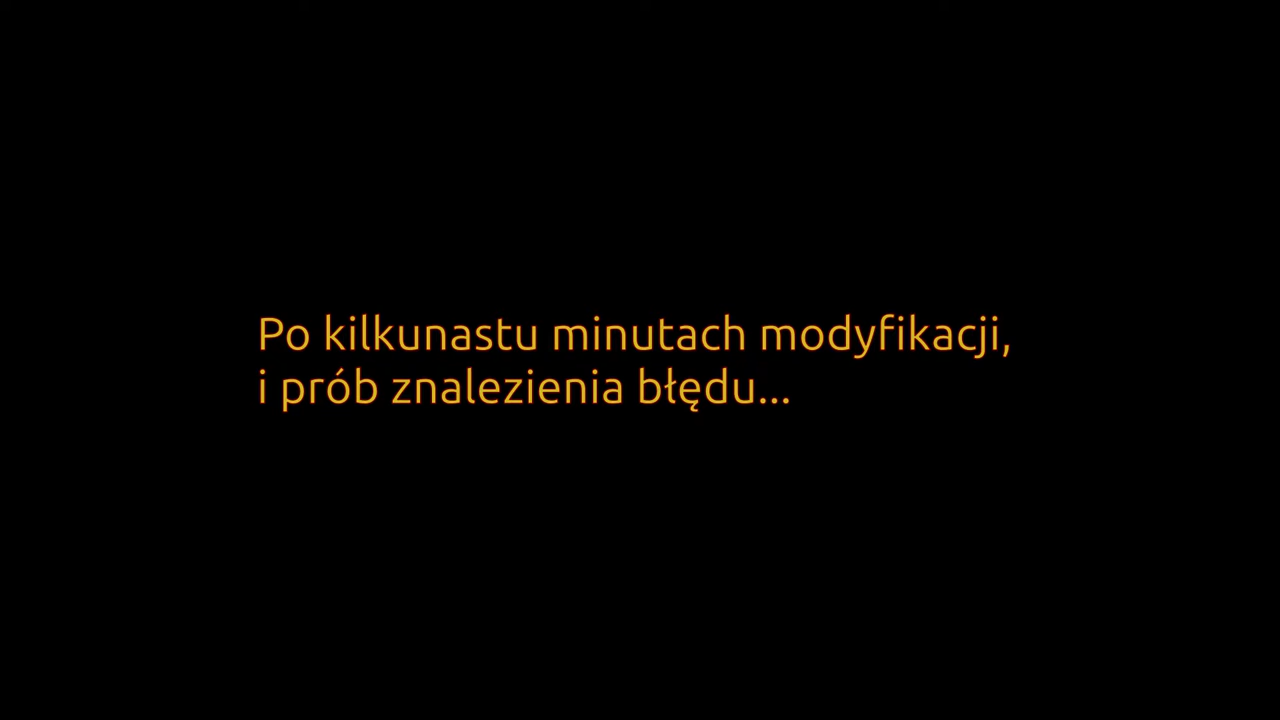 Po kilkunastu minutach modyfikacji,
i prób znalezienia błędu...